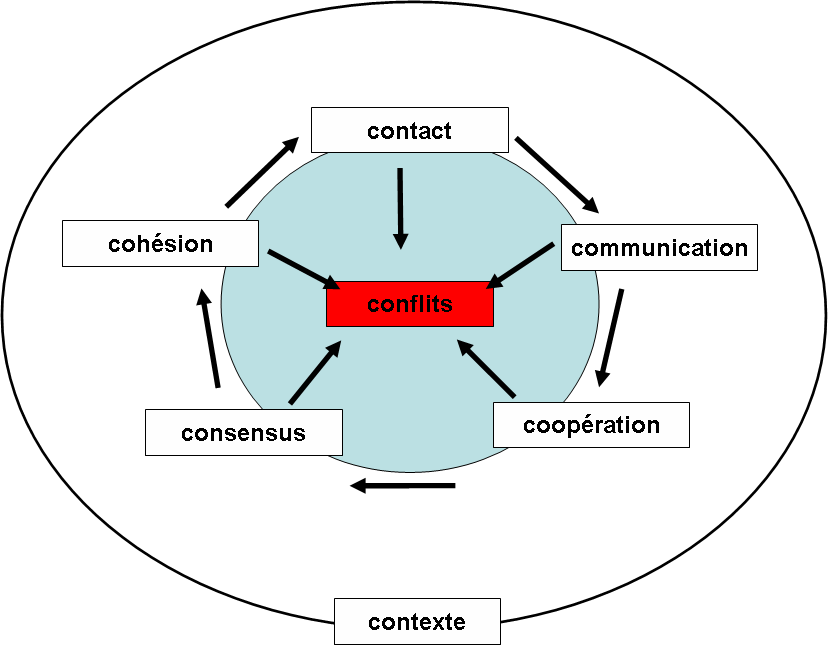 contact
cohésion
communication
conflits
consensus
coopération
contexte